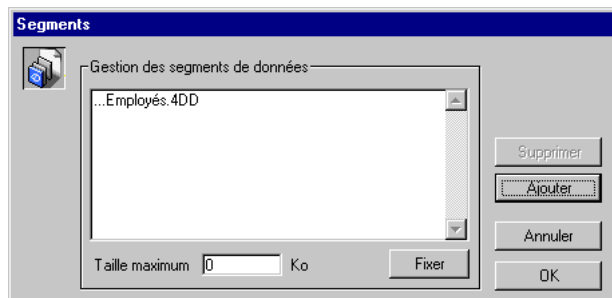 Segments
Gestion des segments de données
...Employés.4DD
Supprimer
Ajouter
Annuler
Taille maximum 0 Ko Fixer
OK